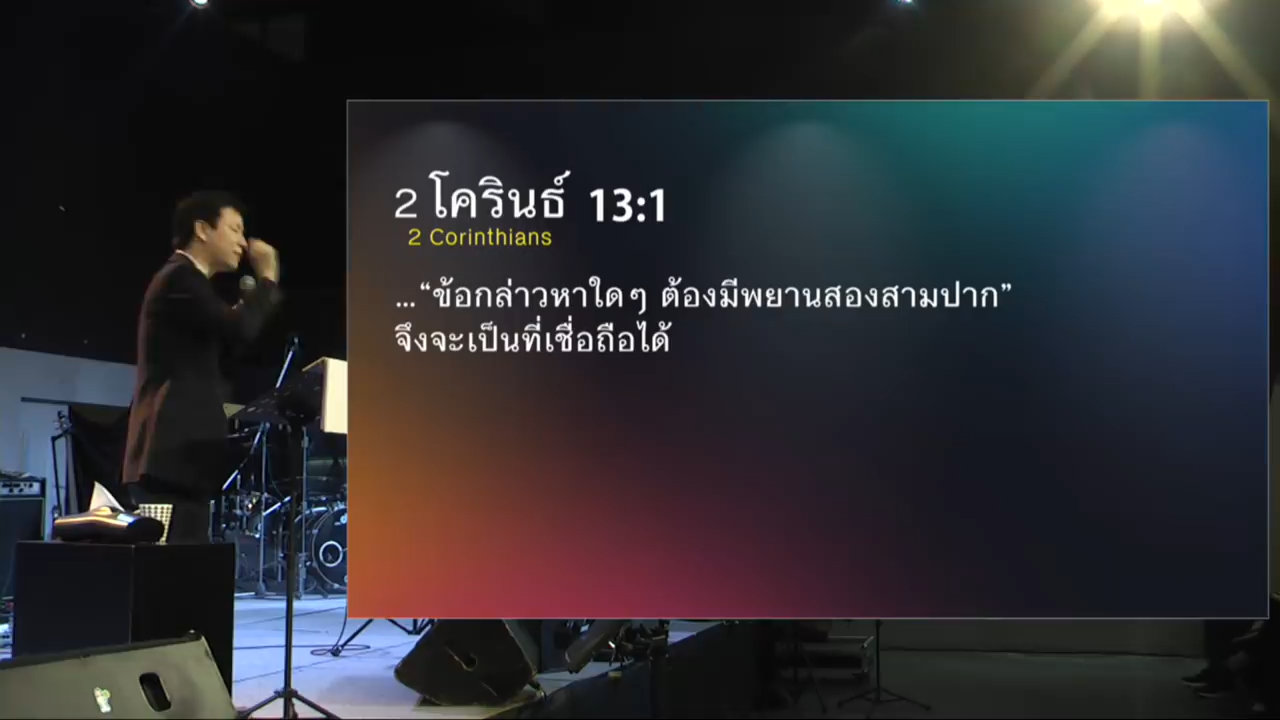 2 โครินธ์ 13:1
2 Corinthians
...“ข้อกล่าวหาใดๆ ต้องมีพยานสองสามปาก”
จึงจะเป็นที่เชื่อถือได้